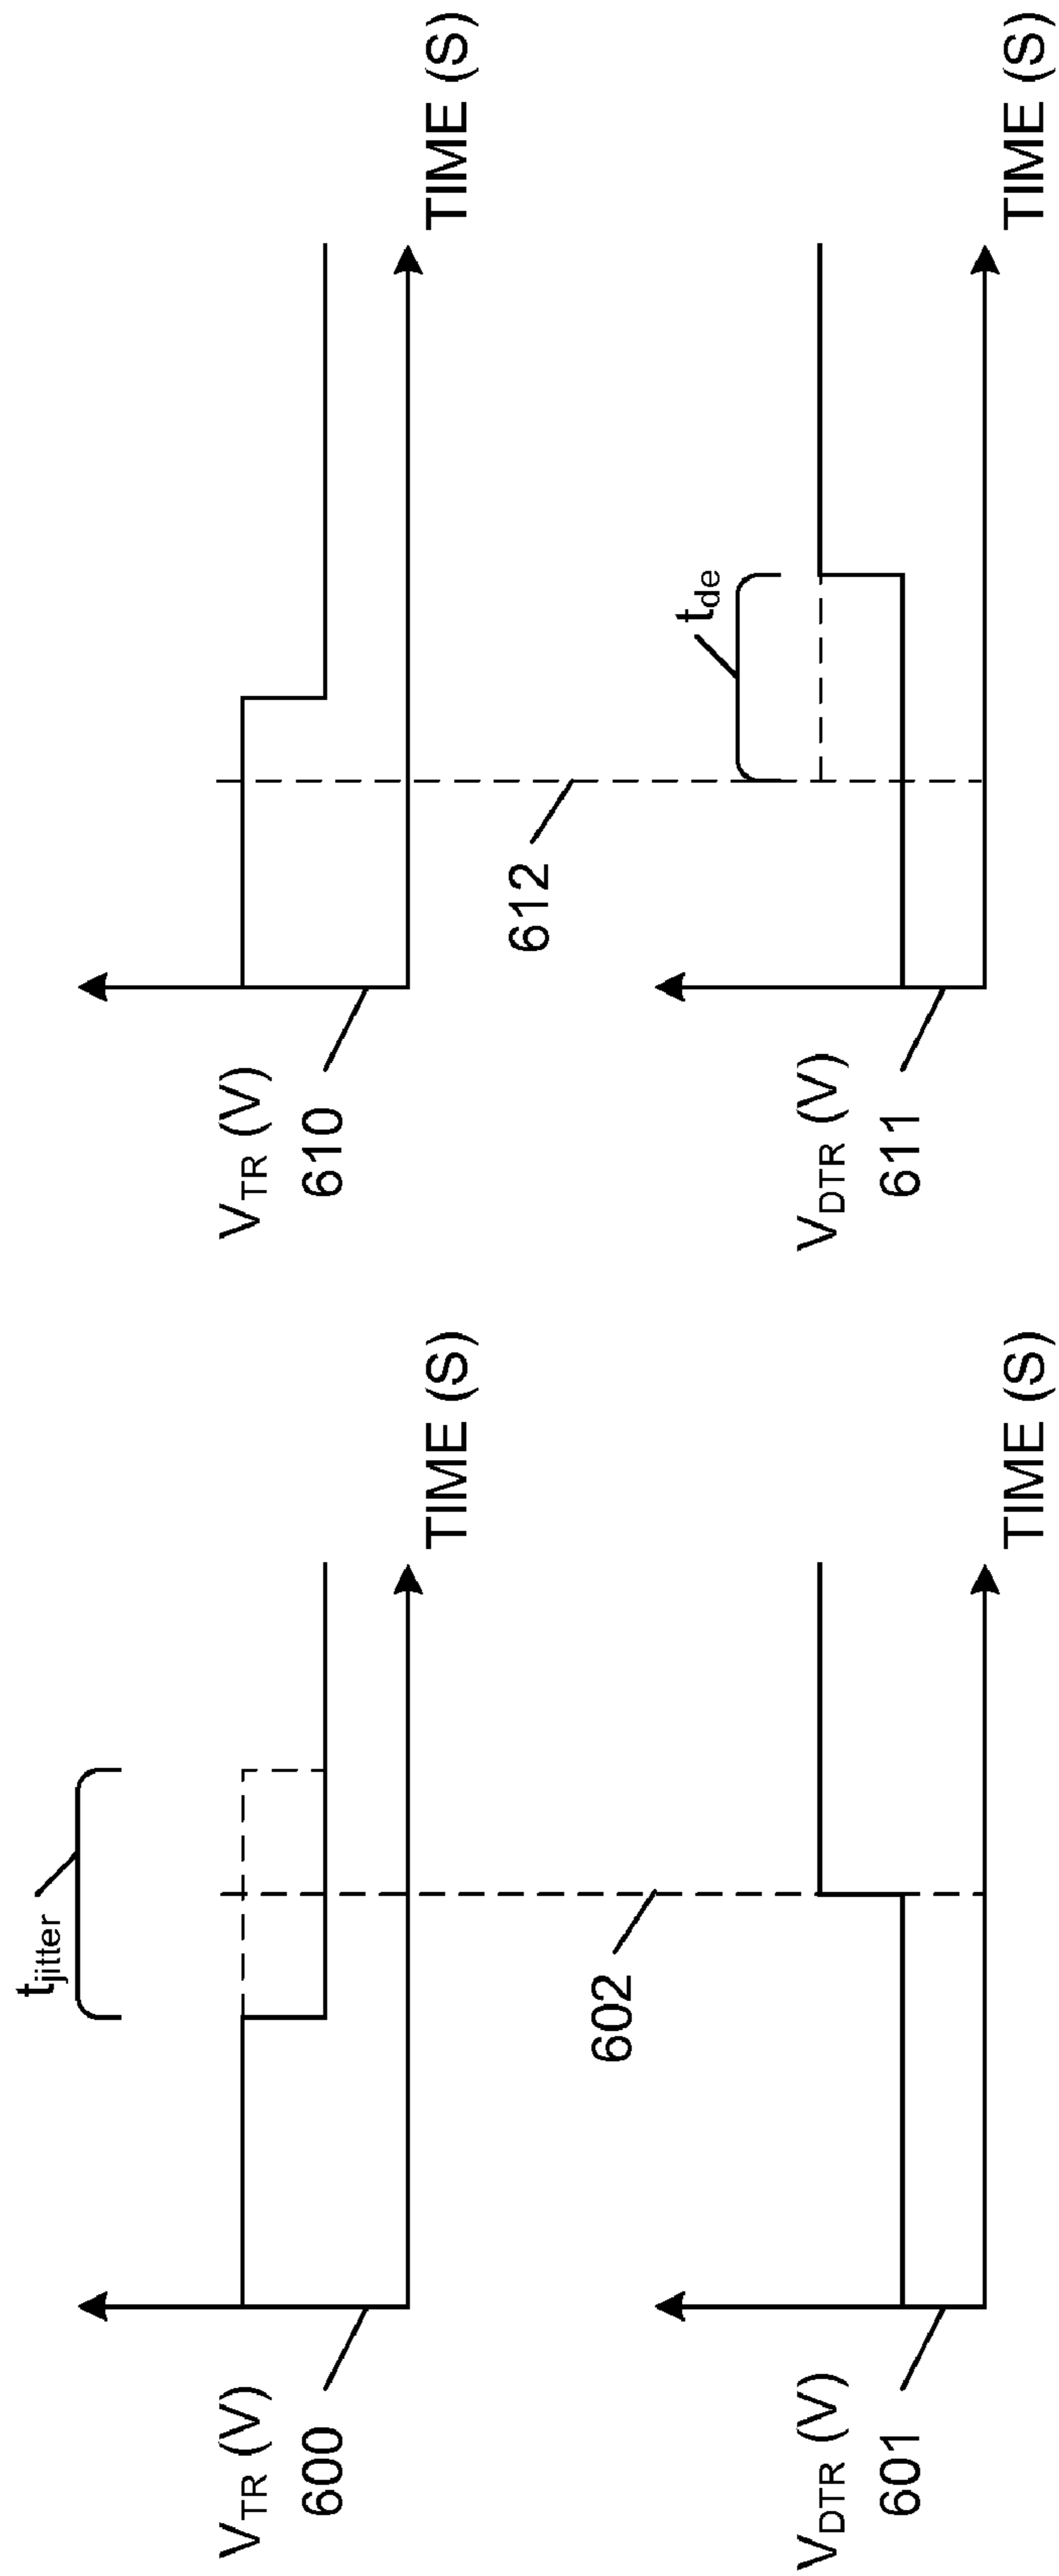 t_jitter
V_TR (V)
600
TIME (S)
602
V_DTR (V)
601
TIME (S)
V_TR (V)
610
TIME (S)
612
t_de
V_DTR (V)
611
TIME (S)